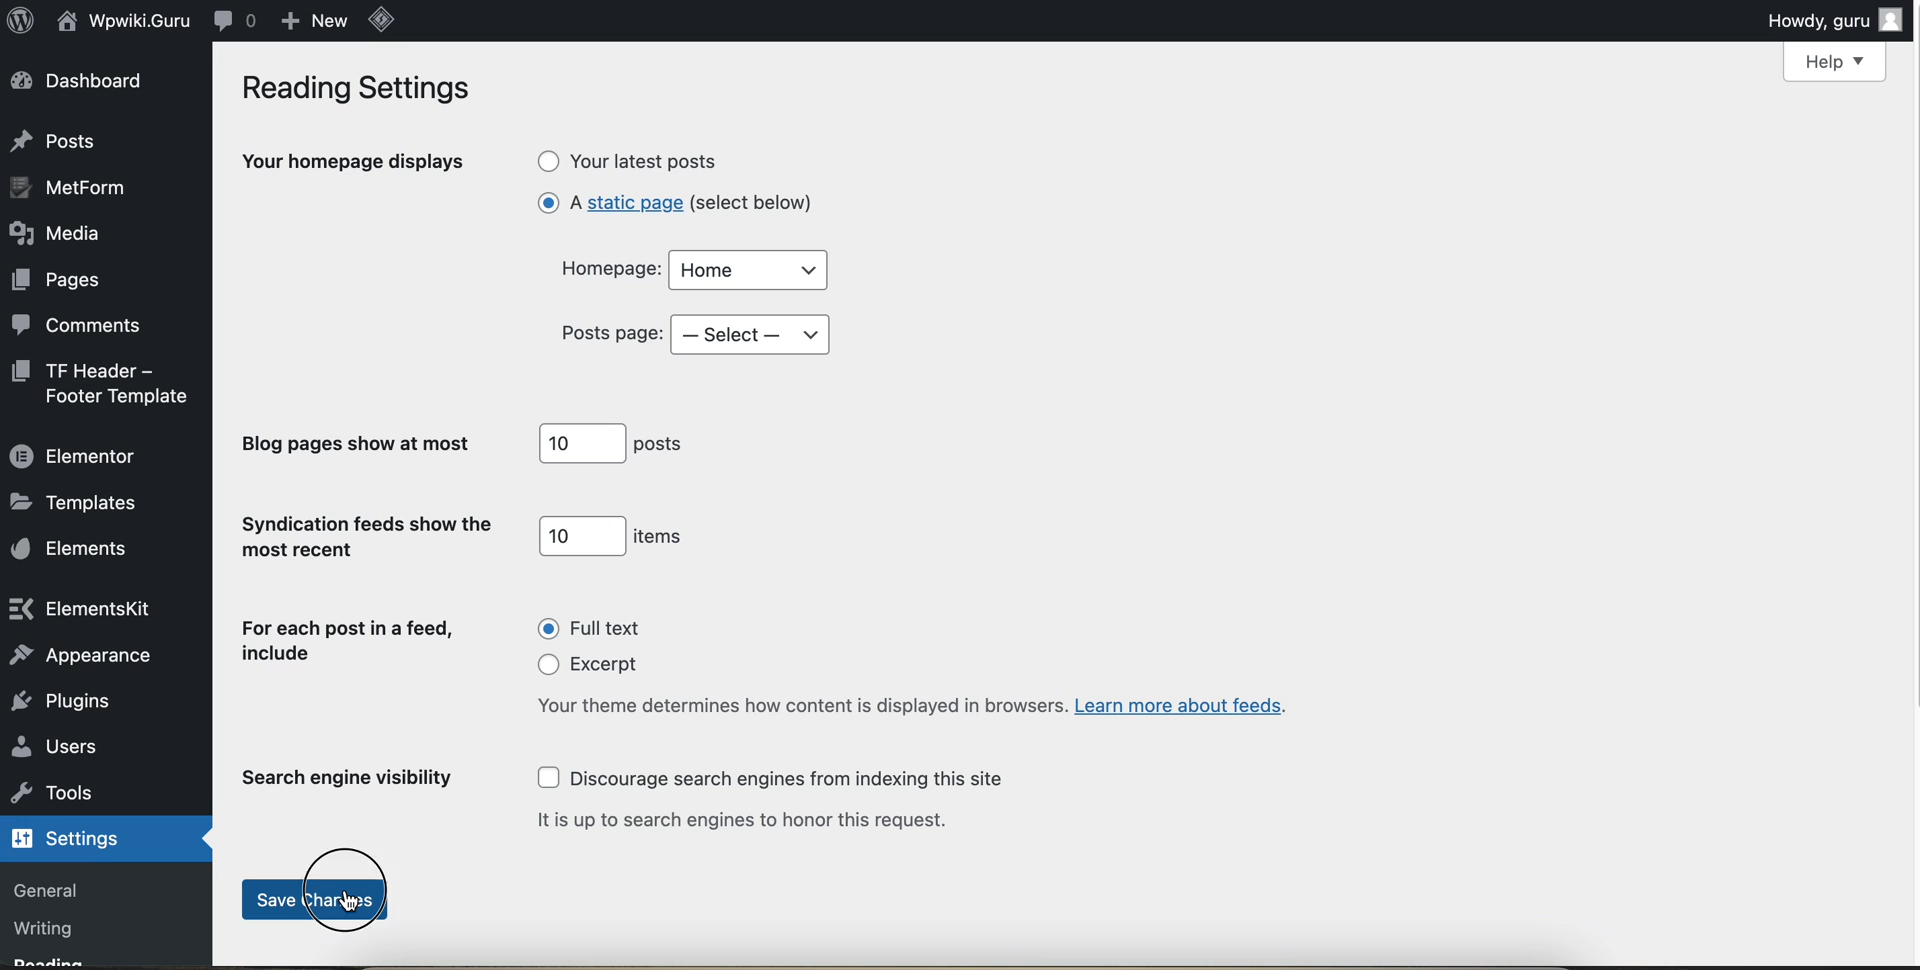 Wpwiki.Guru 0 New Howdy, guru
Help
Dashboard
Posts
MetForm
Media
Pages
Comments
TF Header –
Footer Template
Elementor
Templates
Elements
ElementsKit
Appearance
Plugins
Users
Tools
Settings
General
Writing
Reading
Reading Settings
Your homepage displays
Your latest posts
A static page (select below)
Homepage: Home
Posts page: — Select —
Blog pages show at most 10 posts
Syndication feeds show the
most recent
10 items
For each post in a feed,
include
Full text
Excerpt
Your theme determines how content is displayed in browsers. Learn more about feeds.
Search engine visibility
Discourage search engines from indexing this site
It is up to search engines to honor this request.
Save Changes